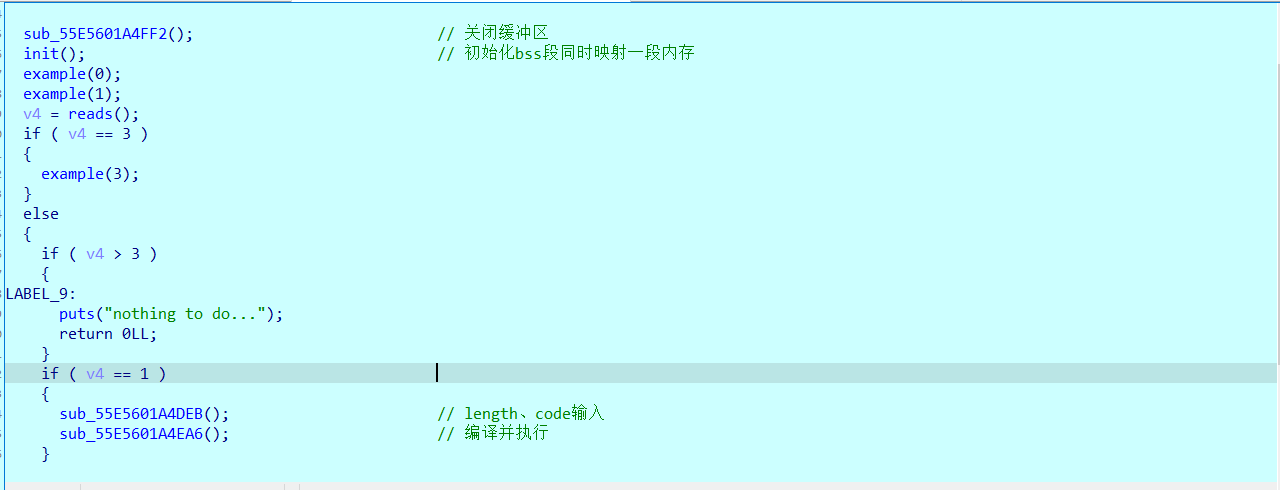 sub_55E5601A4FF2(); // 关闭缓冲区
init(); // 初始化bss段同时映射一段内存
example(0);
example(1);
v4 = reads();
if ( v4 == 3 )
{
example(3);
}
else
{
if ( v4 > 3 )
{
LABEL_9:
puts("nothing to do...");
return 0LL;
}
if ( v4 == 1 )
{
sub_55E5601A4DEB(); // length、code输入
sub_55E5601A4EA6(); // 编译并执行
}